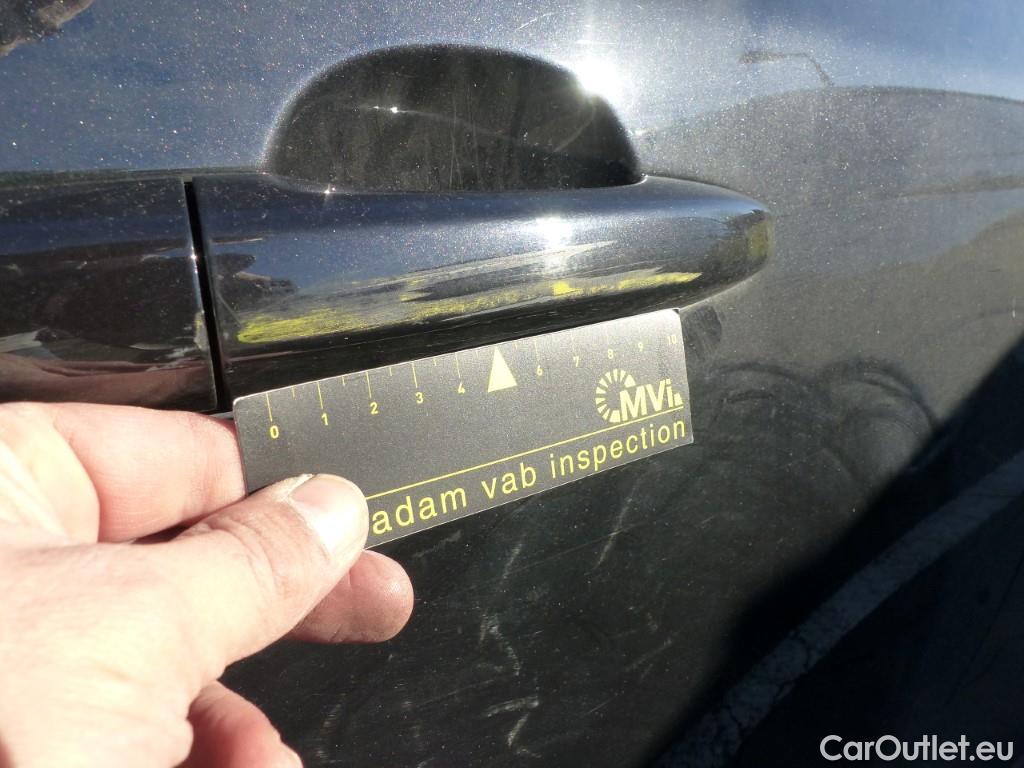 0 1 2 3 4 6 7 8 9 10
MVi
adam vab inspection
CarOutlet.eu